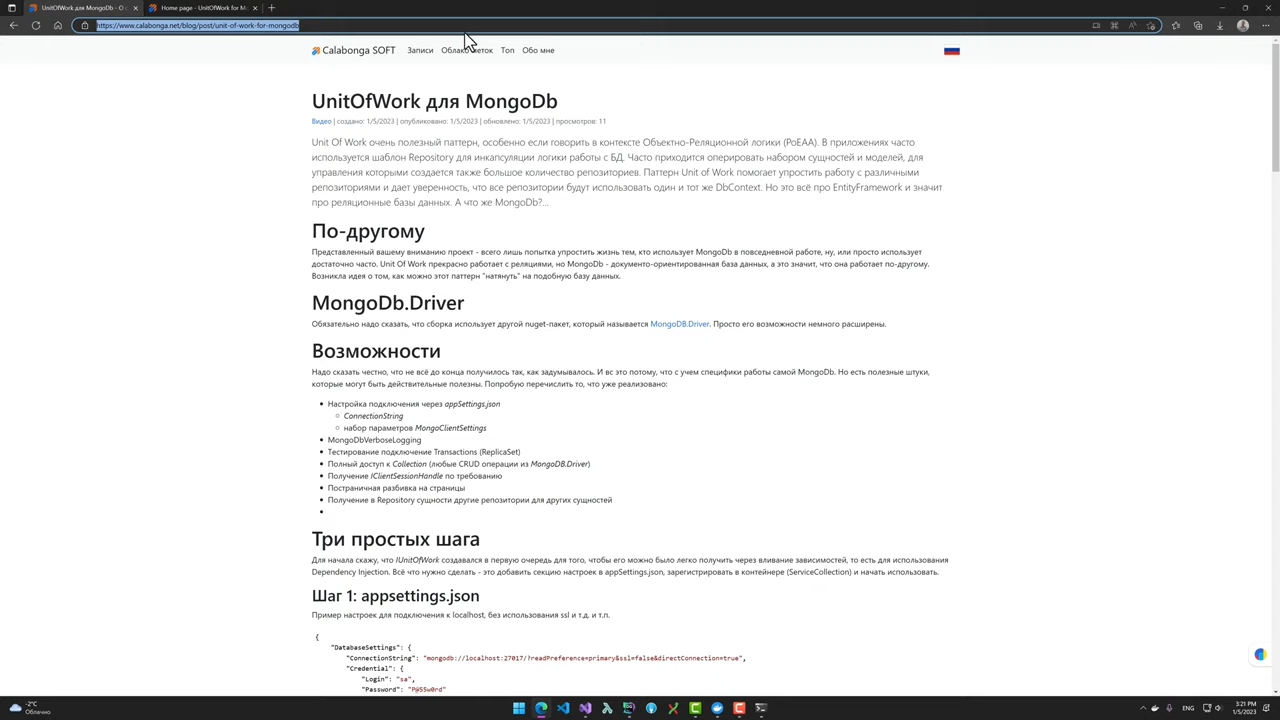 UnitOfWork для MongoDb - О
Home page - UnitOfWork for M
https://www.calabonga.net/blog/post/unit-of-work-for-mongodb
Calabonga SOFT Записи Облако меток Топ Обо мне
UnitOfWork для MongoDb
Видео | создано: 1/5/2023 | опубликовано: 1/5/2023 | обновлено: 1/5/2023 | просмотров: 11
Unit Of Work очень полезный паттерн, особенно если говорить в контексте Объектно-Реляционной логики (PoEAA). В приложениях часто
используется шаблон Repository для инкапсуляции логики работы с БД. Часто приходится оперировать набором сущностей и моделей, для
управления которыми создается также большое количество репозиториев. Паттерн Unit of Work помогает упростить работу с различными
репозиториями и дает уверенность, что все репозитории будут использовать один и тот же DbContext. Но это всё про EntityFramework и значит
про реляционные базы данных. А что же MongoDb?...
По-другому
Представленный вашему вниманию проект - всего лишь попытка упростить жизнь тем, кто использует MongoDb в повседневной работе, ну, или просто использует
достаточно часто. Unit Of Work прекрасно работает с реляциями, но MongoDb - документо-ориентированная база данных, а это значит, что она работает по-другому.
Возникла идея о том, как можно этот паттерн "натянуть" на подобную базу данных.
MongoDb.Driver
Обязательно надо сказать, что сборка использует другой nuget-пакет, который называется MongoDB.Driver. Просто его возможности немного расширены.
Возможности
Надо сказать честно, что не всё до конца получилось так, как задумывалось. И вс это потому, что с учем специфики работы самой MongoDb. Но есть полезные штуки,
которые могут быть действительные полезны. Попробую перечислить то, что уже реализовано:
Настройка подключения через appSettings.json
ConnectionString
набор параметров MongoClientSettings
MongoDbVerboseLogging
Тестирование подключение Transactions (ReplicaSet)
Полный доступ к Collection (любые CRUD операции из MongoDB.Driver)
Получение IClientSessionHandle по требованию
Постраничная разбивка на страницы
Получение в Repository сущности другие репозитории для других сущностей
Три простых шага
Для начала скажу, что IUnitOfWork создавался в первую очередь для того, чтобы его можно было легко получить через вливание зависимостей, то есть для использования
Dependency Injection. Всё что нужно сделать - это добавить секцию настроек в appSettings.json, зарегистрировать в контейнере (ServiceCollection) и начать использовать.
Шаг 1: appsettings.json
Пример настроек для подключения к localhost, без использования ssl и т.д. и т.п.
{
"DatabaseSettings": {
"ConnectionString": "mongodb://localhost:27017/?readPreference=primary&ssl=false&directConnection=true",
"Credential": {
"Login": "sa",
"Password": "P@55w0rd"
-2°C
Облачно
3:21 PM
1/5/2023